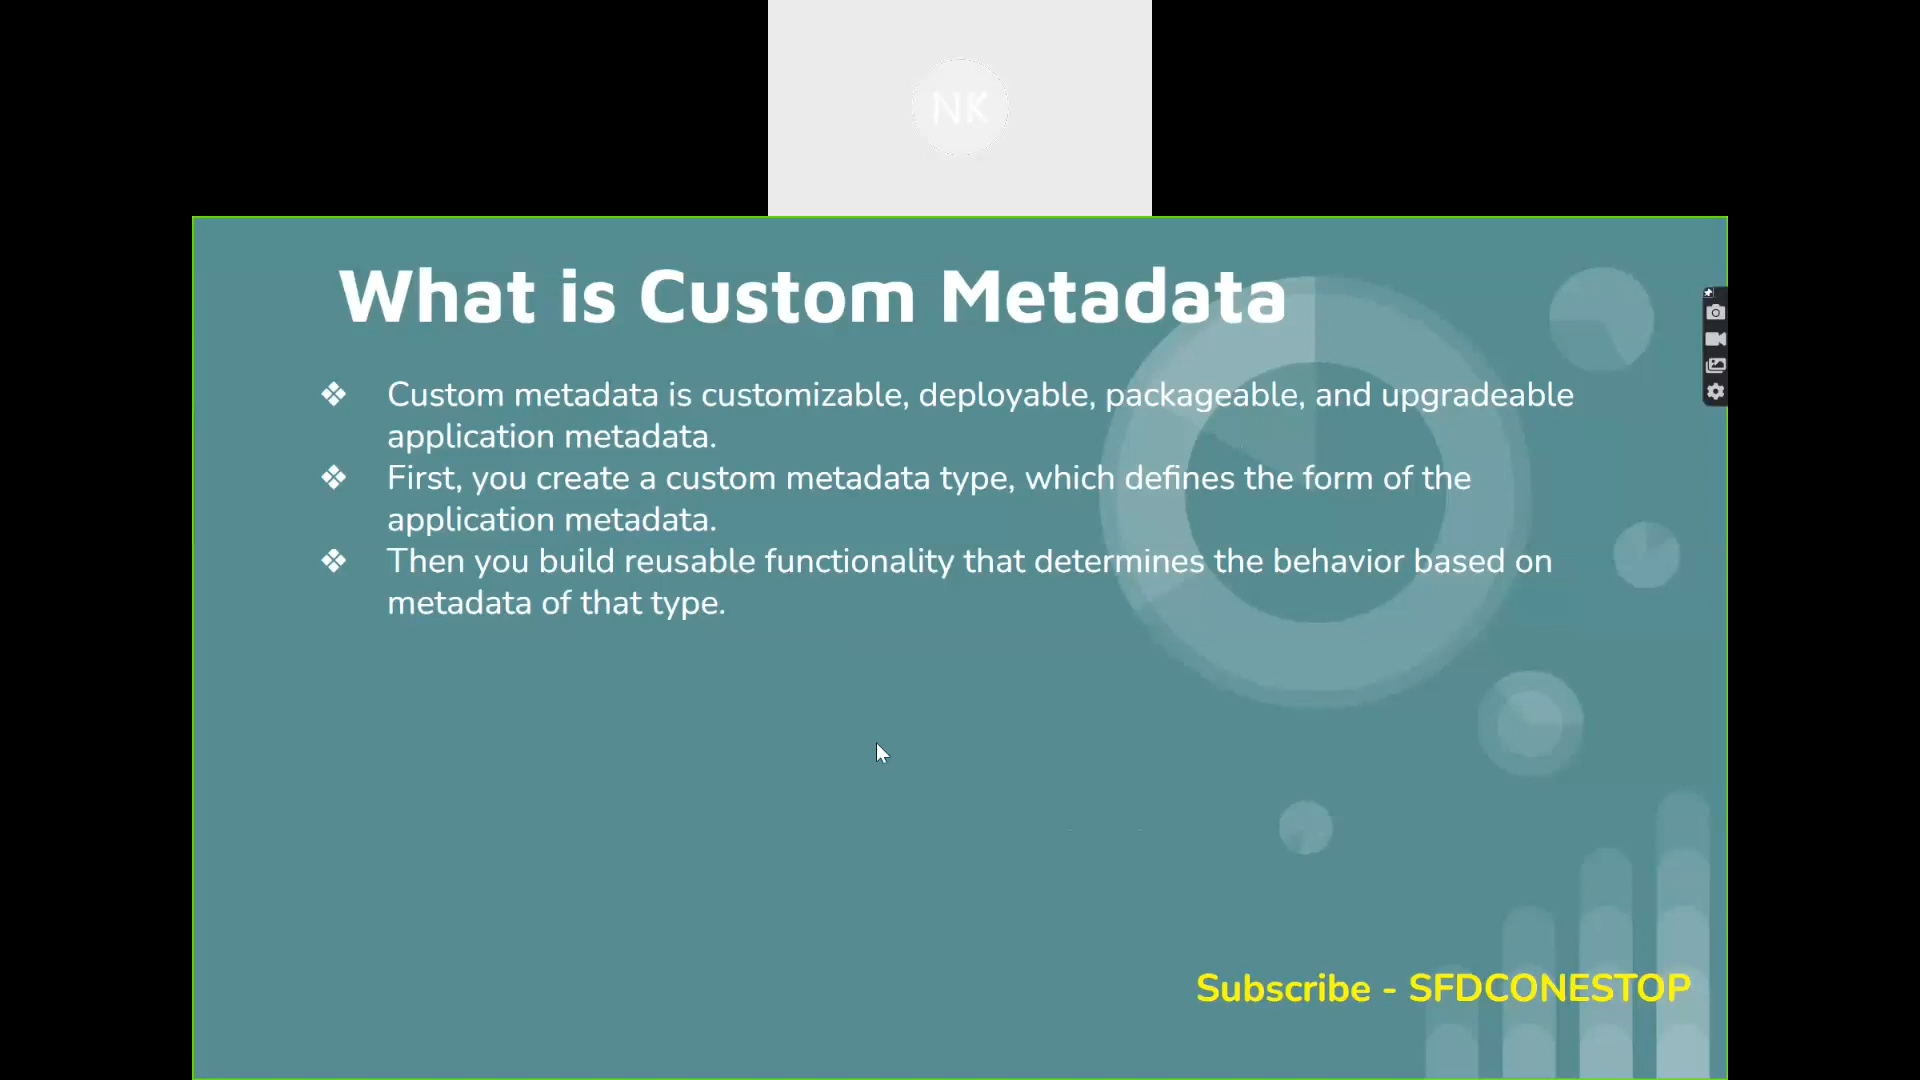 NK
What is Custom Metadata
❖ Custom metadata is customizable, deployable, packageable, and upgradeable
application metadata.
❖ First, you create a custom metadata type, which defines the form of the
application metadata.
❖ Then you build reusable functionality that determines the behavior based on
metadata of that type.
Subscribe - SFDCONESTOP